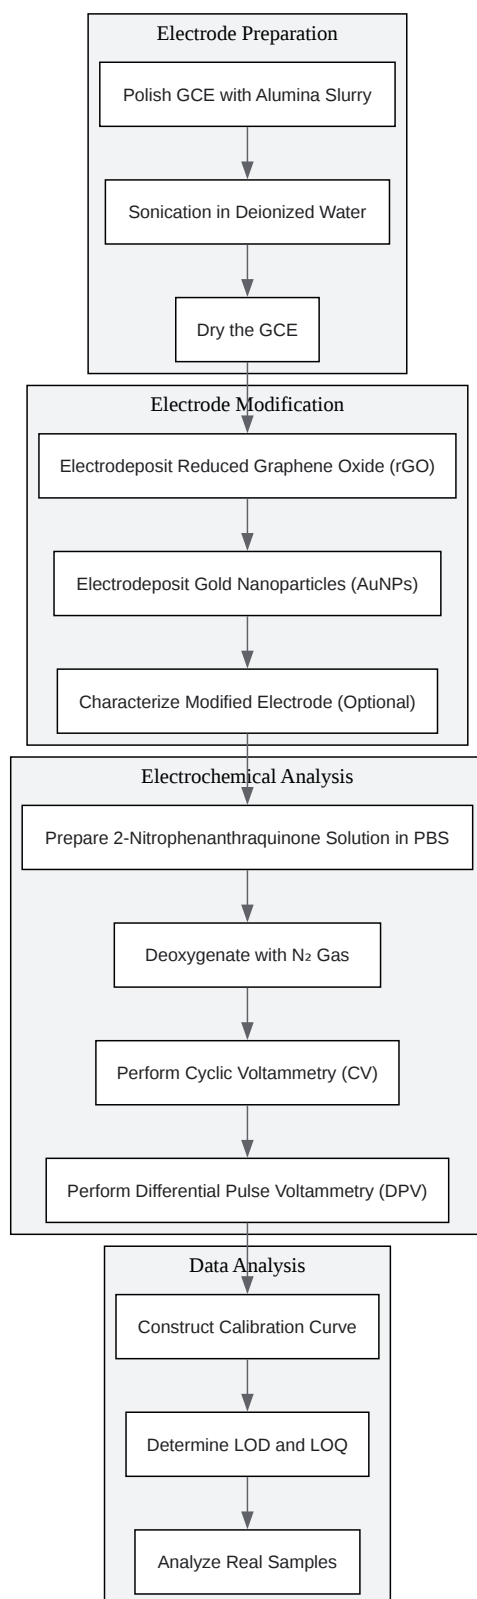 Electrode Preparation
Polish GCE with Alumina Slurry
Sonication in Deionized Water
Dry the GCE
Electrode Modification
Electrodeposit Reduced Graphene Oxide (rGO)
Electrodeposit Gold Nanoparticles (AuNPs)
Characterize Modified Electrode (Optional)
Electrochemical Analysis
Prepare 2-Nitrophenanthraquinone Solution in PBS
Deoxygenate with N₂ Gas
Perform Cyclic Voltammetry (CV)
Perform Differential Pulse Voltammetry (DPV)
Data Analysis
Construct Calibration Curve
Determine LOD and LOQ
Analyze Real Samples